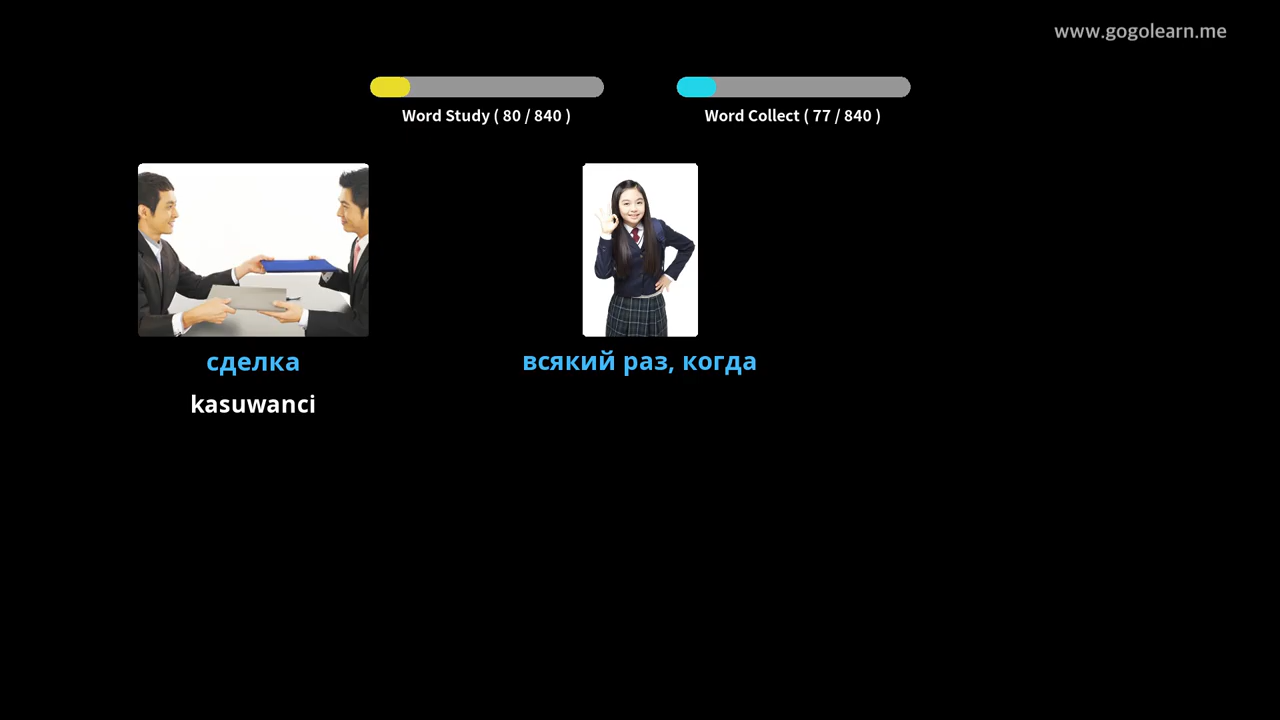 www.gogolearn.me
Word Study ( 80 / 840 )
Word Collect ( 77 / 840 )
сделка
всякий раз, когда
kasuwanci